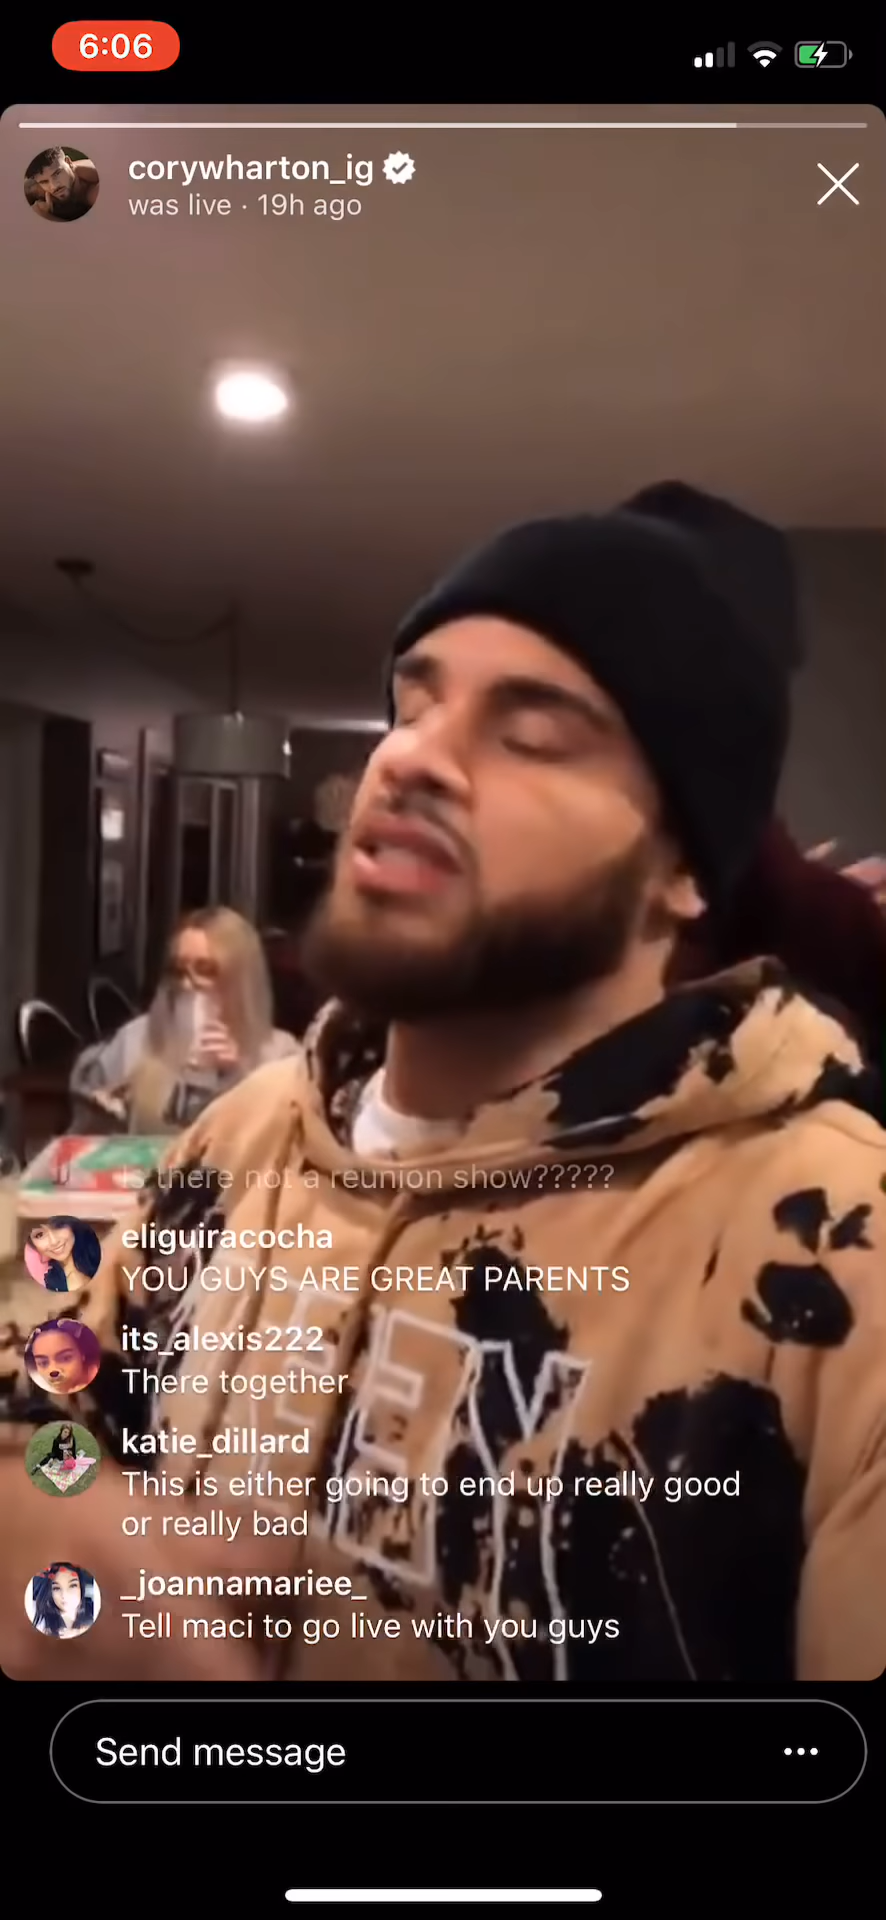 6:06
corywharton_ig
was live · 19h ago
is there not a reunion show?????
eliguiracocha
YOU GUYS ARE GREAT PARENTS
its_alexis222
There together
katie_dillard
This is either going to end up really good
or really bad
_joannamariee_
Tell maci to go live with you guys
Send message